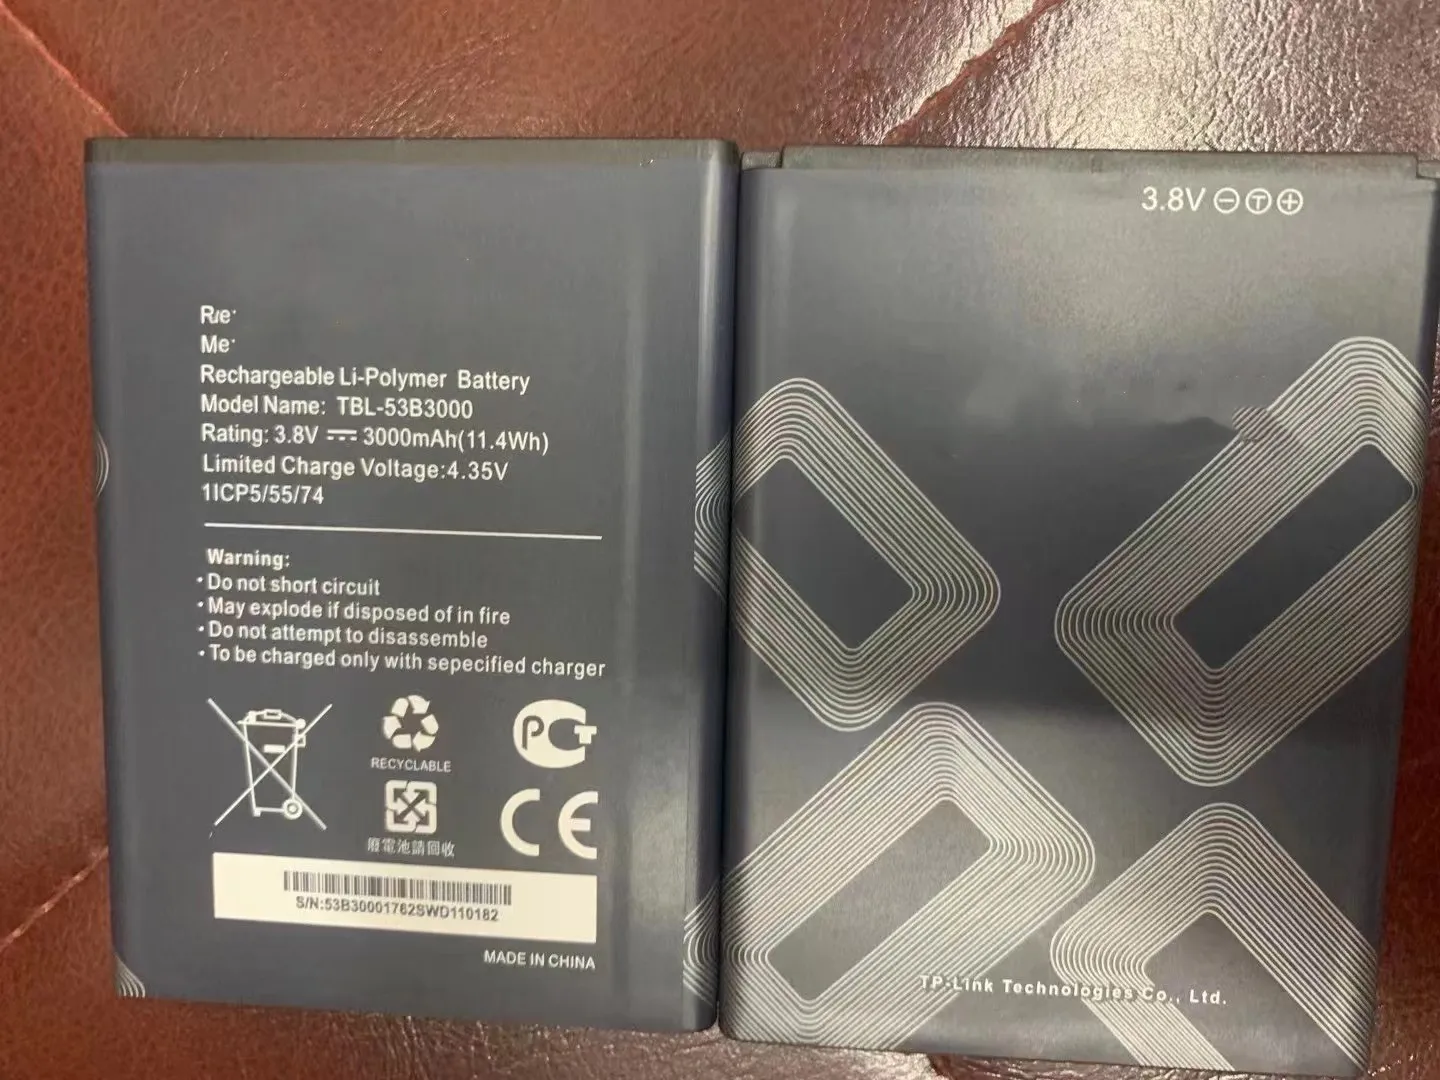 Me
Rechargeable Li-Polymer Battery
Model Name: TBL-53B3000
Rating: 3.8V ⎓ 3000mAh(11.4Wh)
Limited Charge Voltage:4.35V
1ICP5/55/74
Warning:
• Do not short circuit
• May explode if disposed of in fire
• Do not attempt to disassemble
• To be charged only with sepecified charger
RECYCLABLE
PCT
廢電池請回收
CE
S/N:53B30001762SWD110182
MADE IN CHINA
3.8V ⊖ Ⓣ ⊕
TP-Link Technologies Co., Ltd.